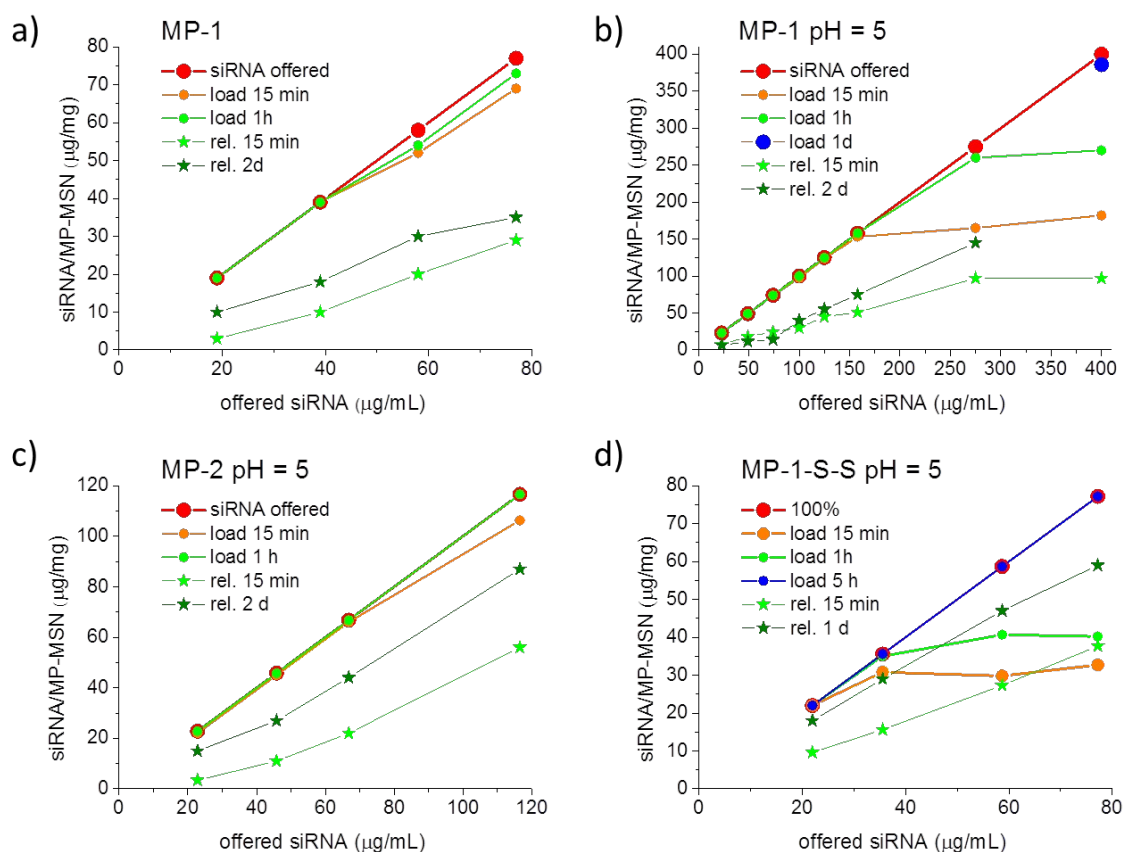 a)
MP-1
siRNA offered
load 15 min
load 1h
rel. 15 min
rel. 2d
80
70
60
50
40
30
20
10
0
0 20 40 60 80
siRNA/MP-MSN (μg/mg)
offered siRNA (μg/mL)
b)
MP-1 pH = 5
siRNA offered
load 15 min
load 1h
load 1d
rel. 15 min
rel. 2 d
400
350
300
250
200
150
100
50
0
0 50 100 150 200 250 300 350 400
siRNA/MP-MSN (μg/mg)
offered siRNA (μg/mL)
c)
MP-2 pH = 5
siRNA offered
load 15 min
load 1 h
rel. 15 min
rel. 2 d
120
100
80
60
40
20
0
0 20 40 60 80 100 120
siRNA/MP-MSN (μg/mg)
offered siRNA (μg/mL)
d)
MP-1-S-S pH = 5
100%
load 15 min
load 1h
load 5 h
rel. 15 min
rel. 1 d
80
70
60
50
40
30
20
10
0
0 20 40 60 80
siRNA/MP-MSN (μg/mg)
offered siRNA (μg/mL)